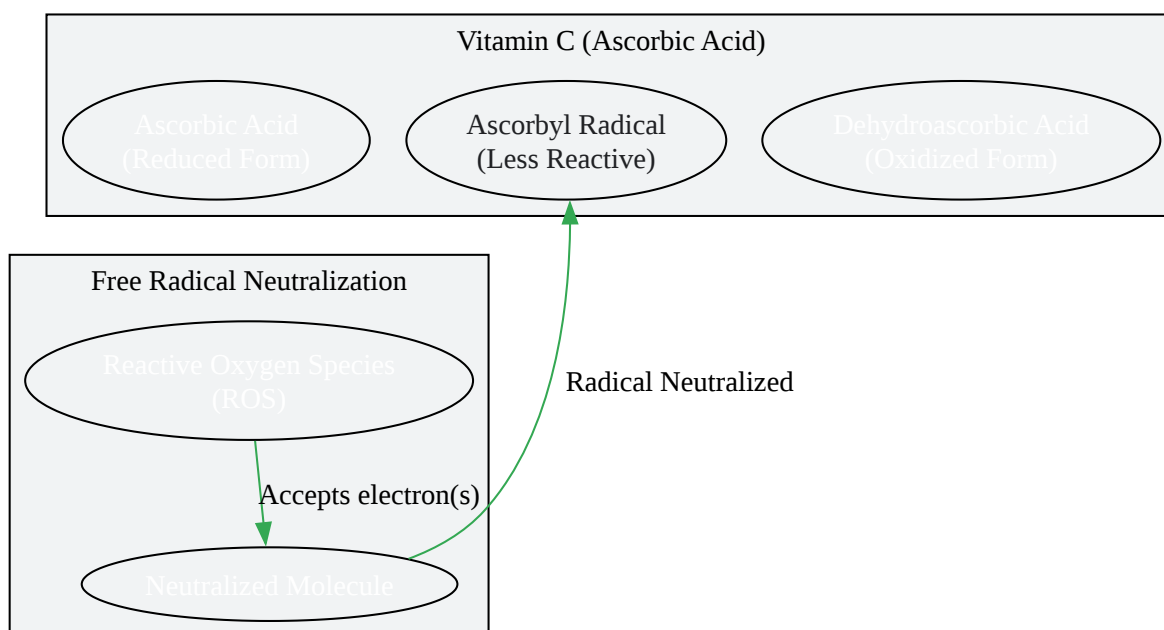 Vitamin C (Ascorbic Acid)
Ascorbic Acid
(Reduced Form)
Ascorbyl Radical
(Less Reactive)
Dehydroascorbic Acid
(Oxidized Form)
Free Radical Neutralization
Reactive Oxygen Species
(ROS)
Radical Neutralized
Accepts electron(s)
Neutralized Molecule